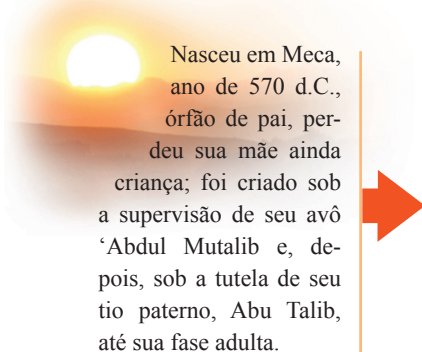 Nasceu em Meca,
ano de 570 d.C.,
órfão de pai, per-
deu sua mãe ainda
criança; foi criado sob
a supervisão de seu avô
‘Abdul Mutalib e, de-
pois, sob a tutela de seu
tio paterno, Abu Talib,
até sua fase adulta.